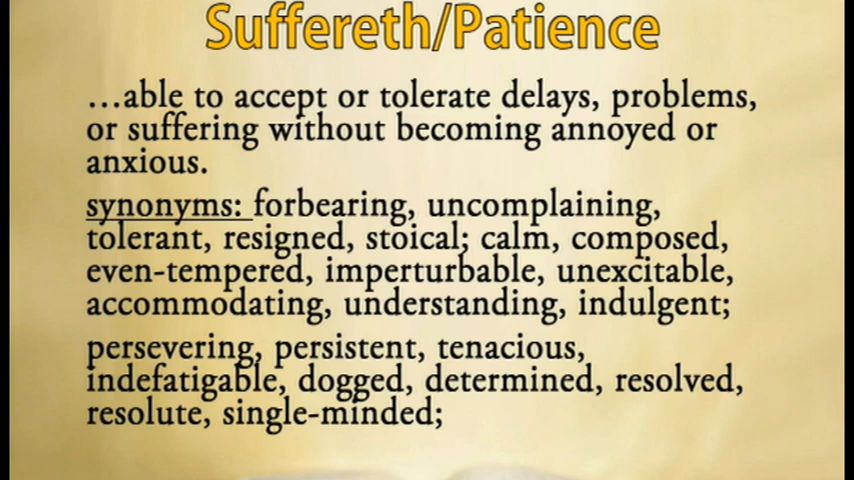 Suffereth/Patience
...able to accept or tolerate delays, problems,
or suffering without becoming annoyed or
anxious.
synonyms: forbearing, uncomplaining,
tolerant, resigned, stoical; calm, composed,
even-tempered, imperturbable, unexcitable,
accommodating, understanding, indulgent;
persevering, persistent, tenacious,
indefatigable, dogged, determined, resolved,
resolute, single-minded;